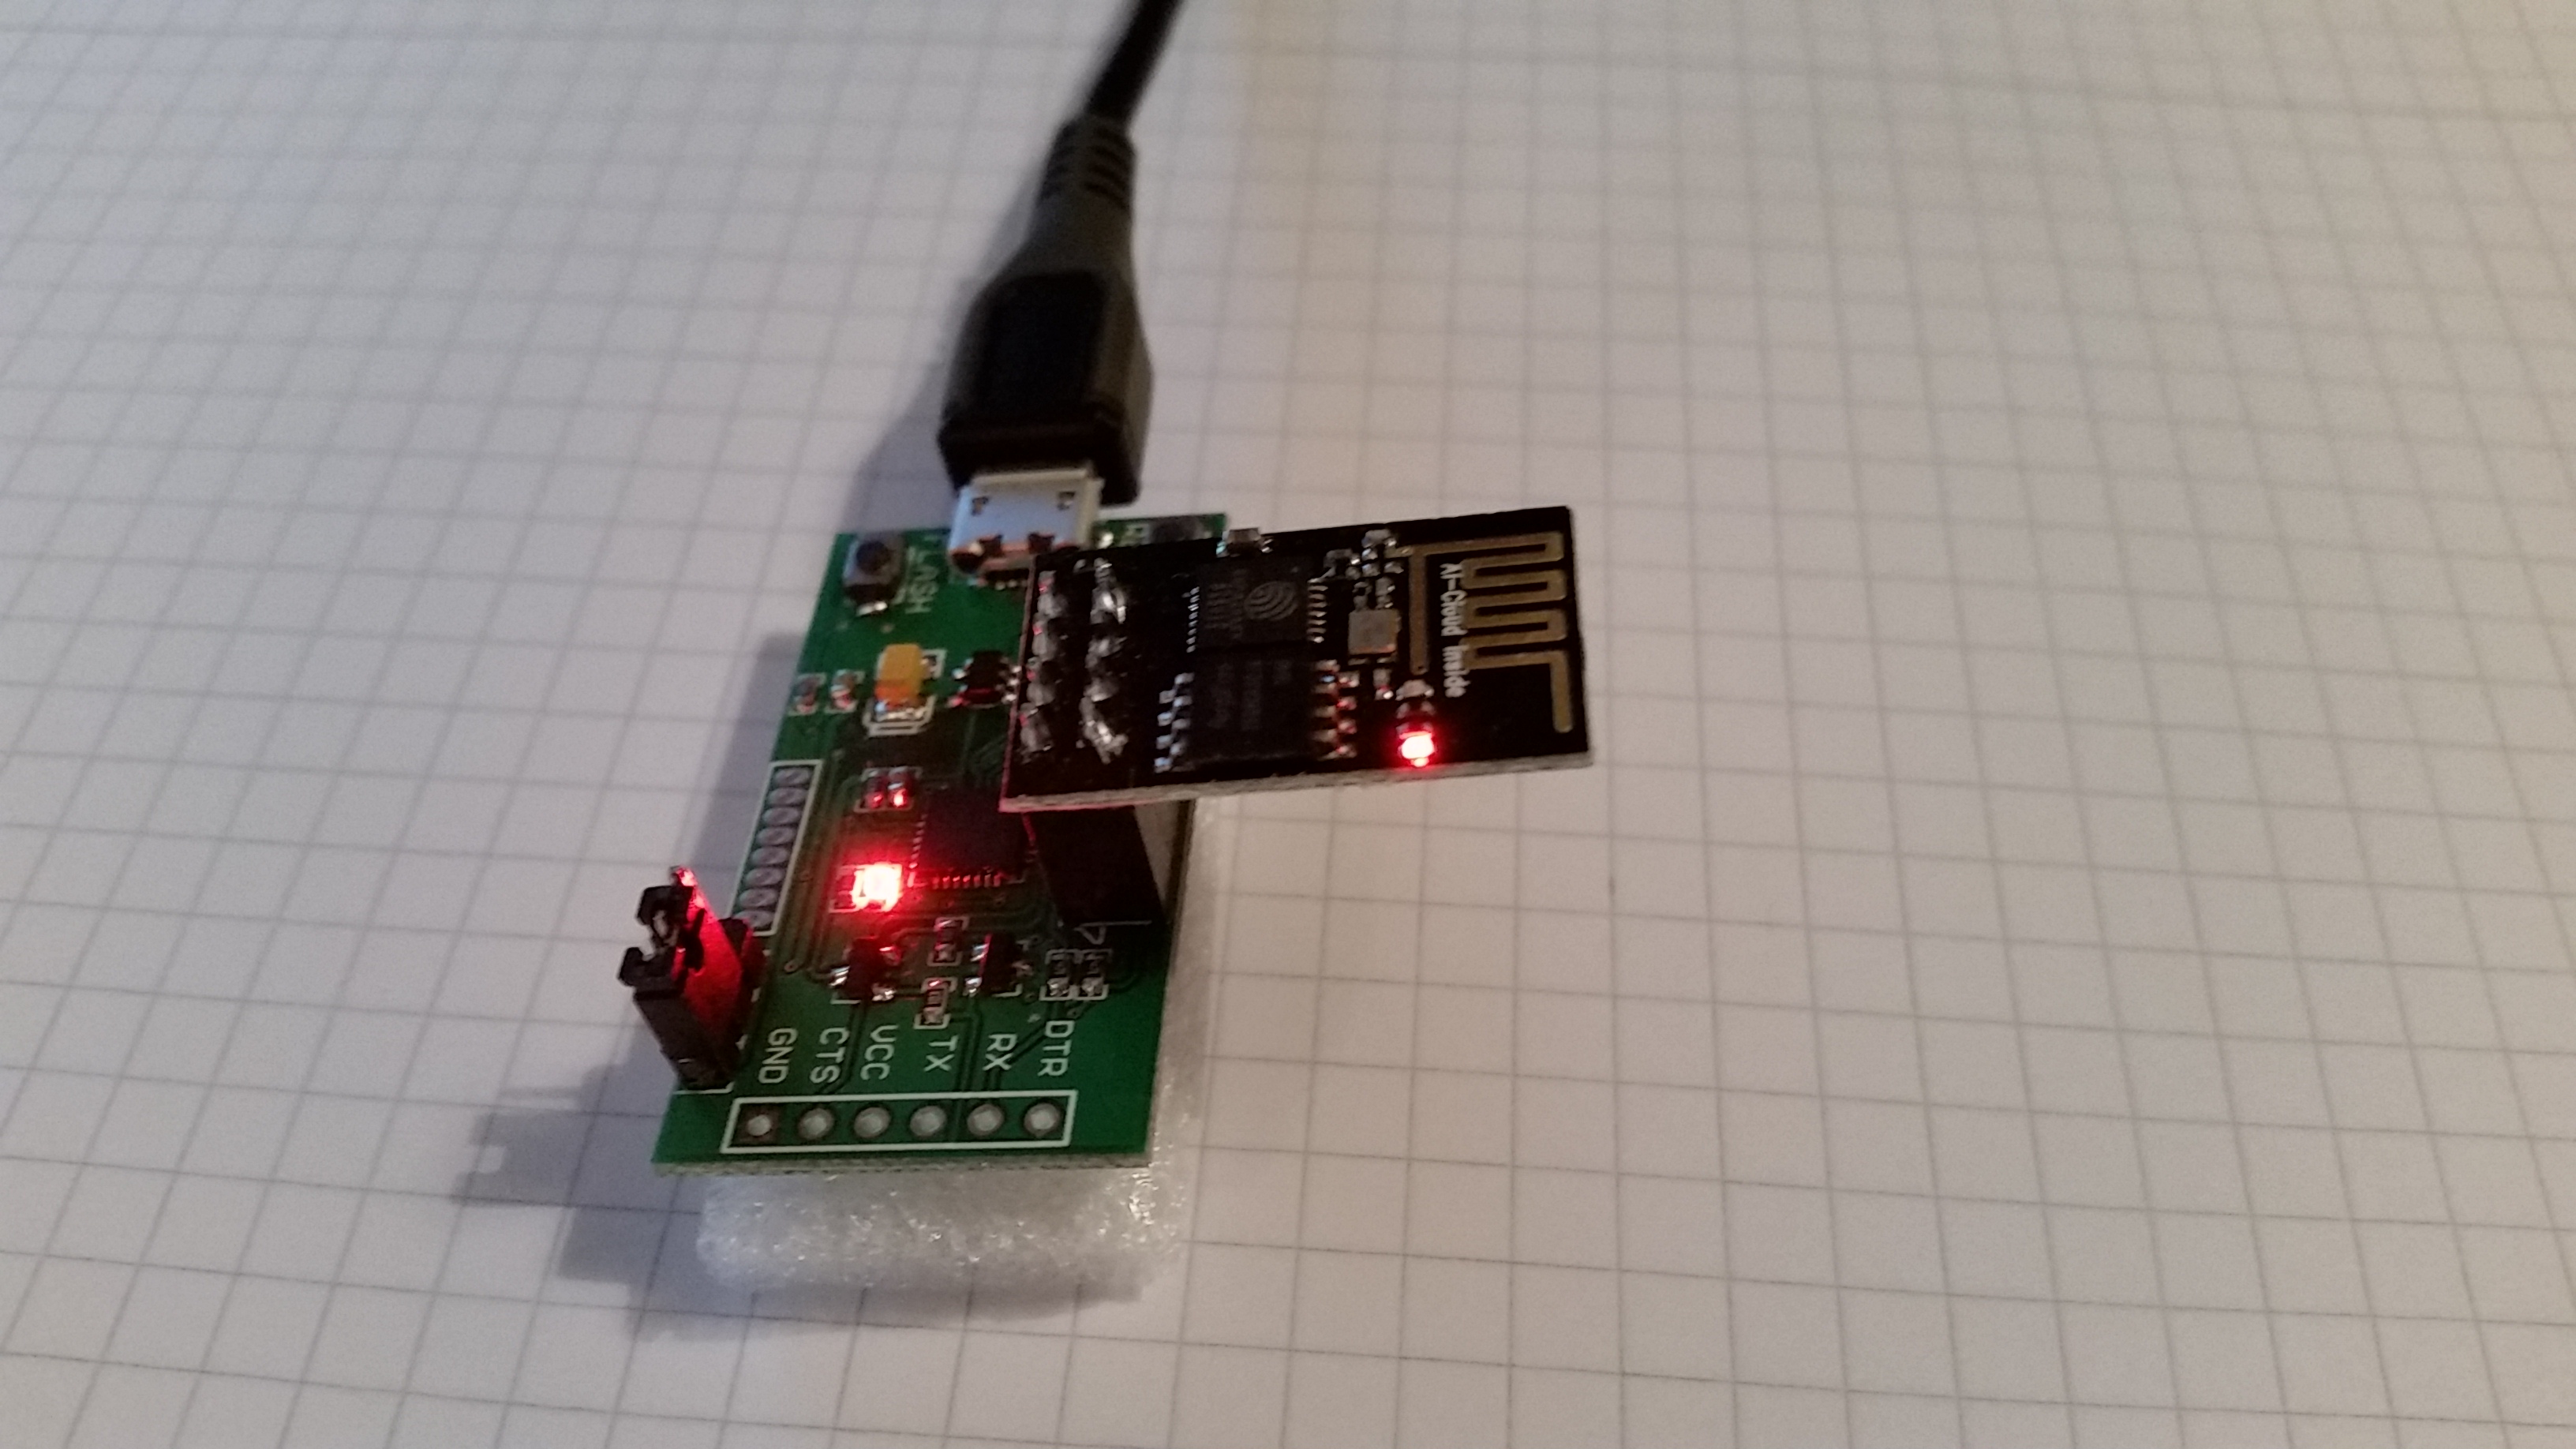 FLASH
AI-Cloud inside
GND
CTS
VCC
TX
RX
DTR